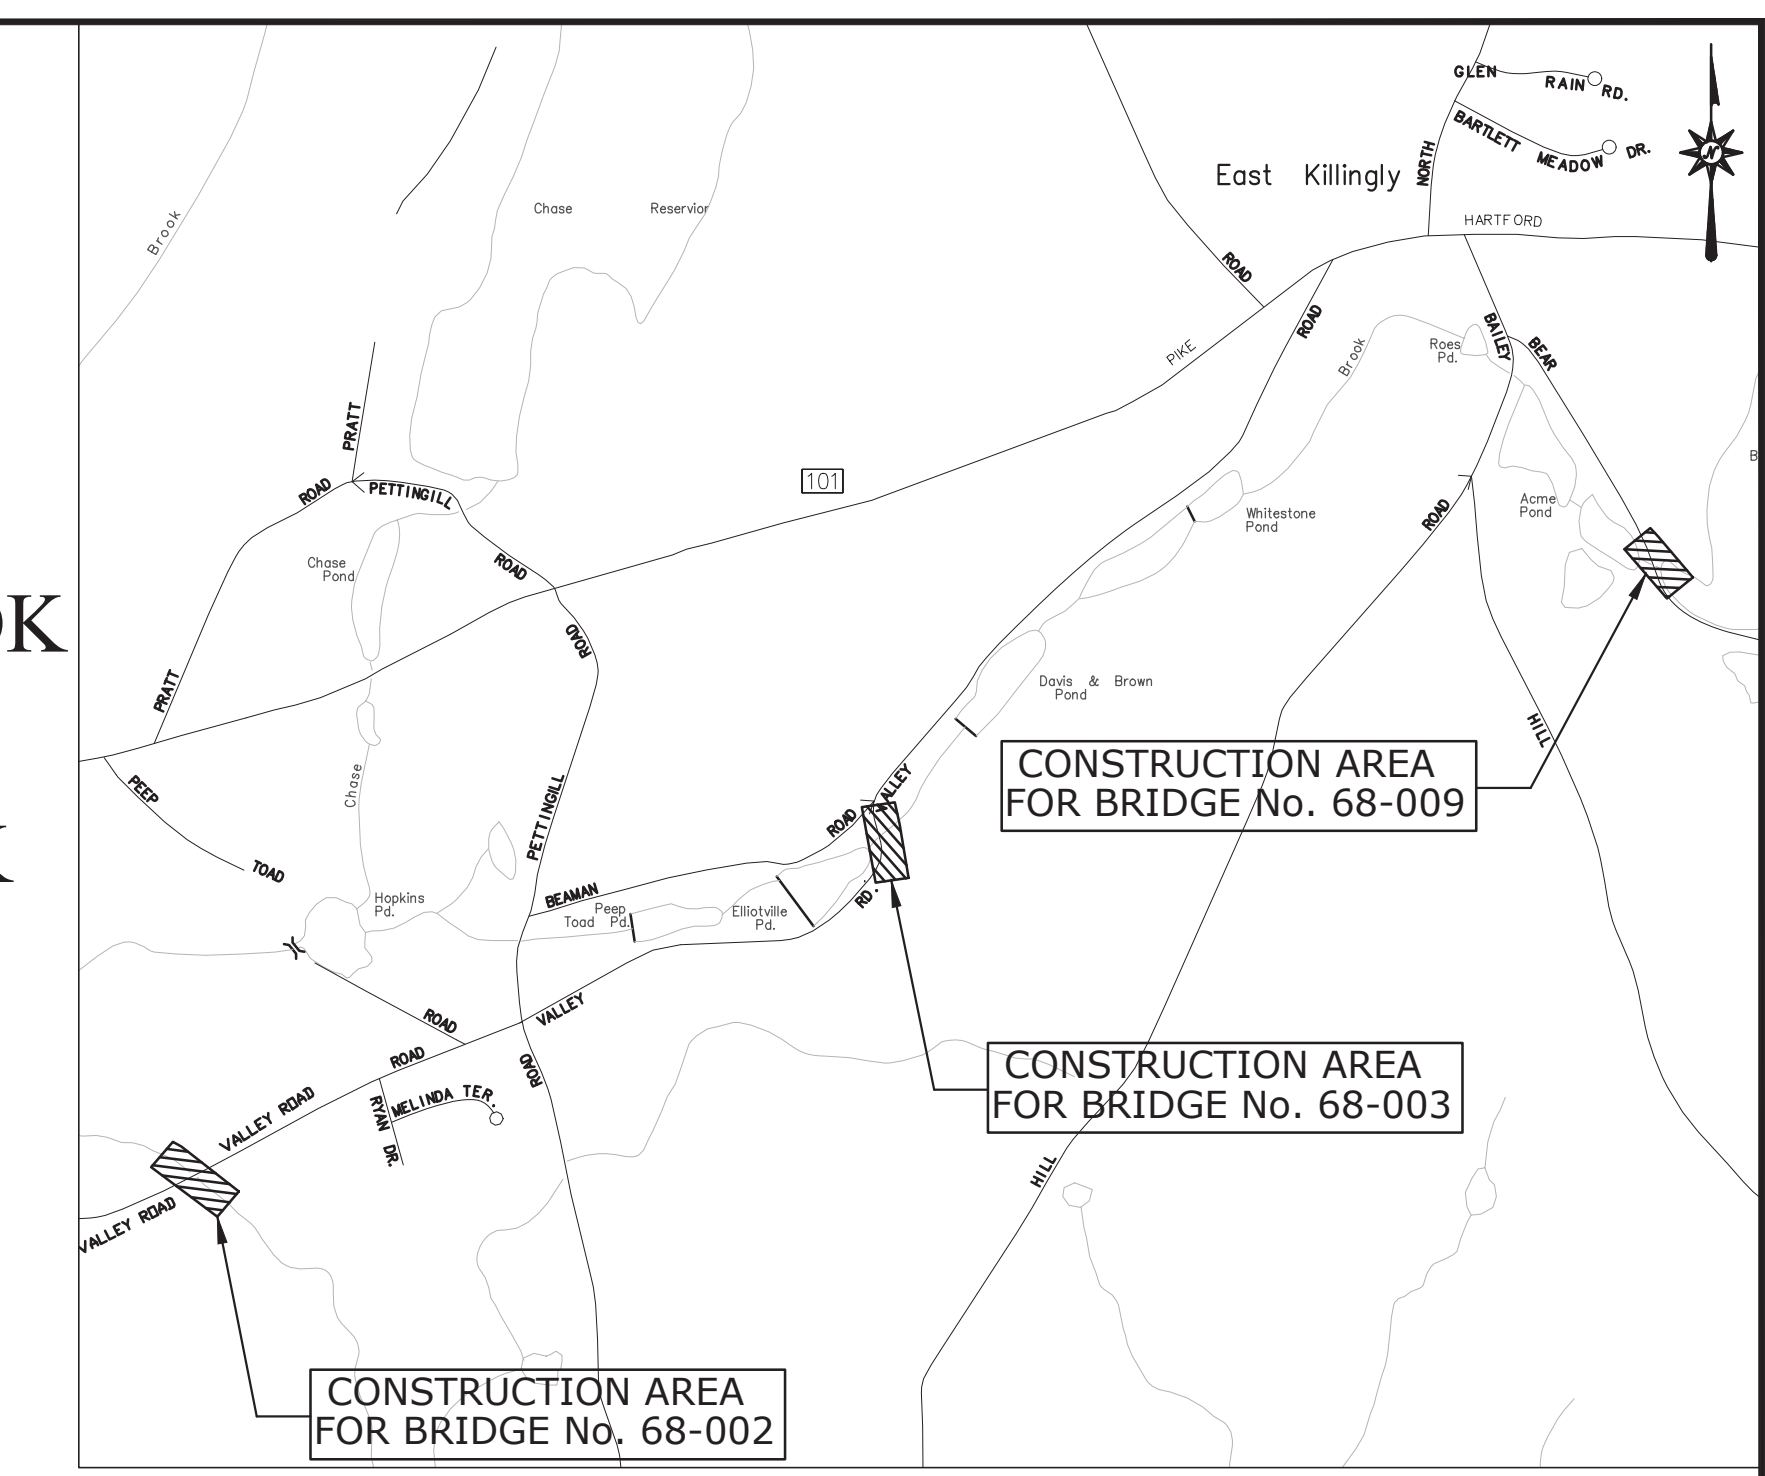 GLEN
RAIN RD.
BARTLETT MEADOW DR.
NORTH
East Killingly
N
HARTFORD
Brook
Chase Reservior
ROAD
ROAD
PIKE
Brook
Roes
Pd.
BAILEY
BEAR
PRATT
ROAD
PETTINGILL
101
ROAD
Whitestone
Pond
ROAD
Acme
Pond
B
Chase
Pond
OK
ROAD
PRATT
Davis & Brown
Pond
HILL
CONSTRUCTION AREA
FOR BRIDGE No. 68-009
PEEP
Chase
PETTINGILL
VALLEY
ROAD
K
TOAD
BEAMAN
Hopkins
Pd.
Peep
Toad Pd.
Elliotville
Pd.
RD.
ROAD
VALLEY
ROAD
ROAD
CONSTRUCTION AREA
FOR BRIDGE No. 68-003
VALLEY ROAD
RYAN DR.
MELINDA TER.
HILL
VALLEY ROAD
CONSTRUCTION AREA
FOR BRIDGE No. 68-002